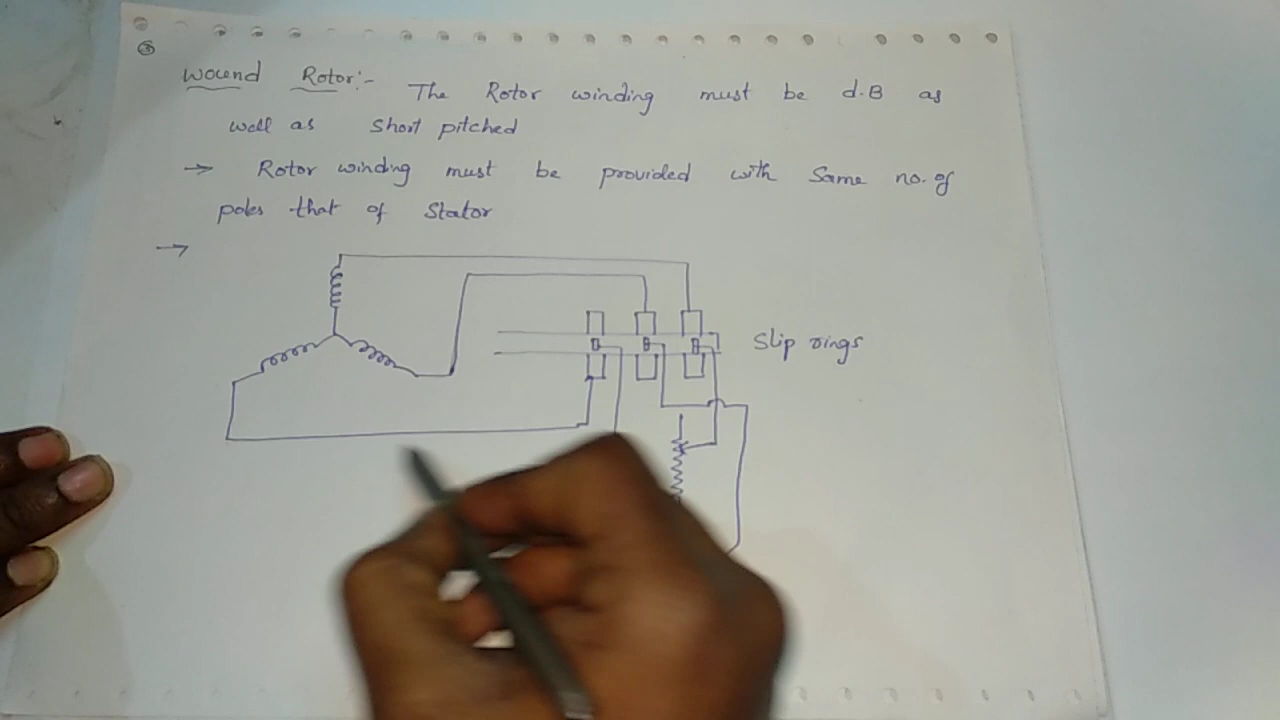 ③
Wound Rotor:- The Rotor winding must be d.B as
well as Short pitched
→ Rotor winding must be provided with Same no. of
poles that of Stator
→
Slip rings